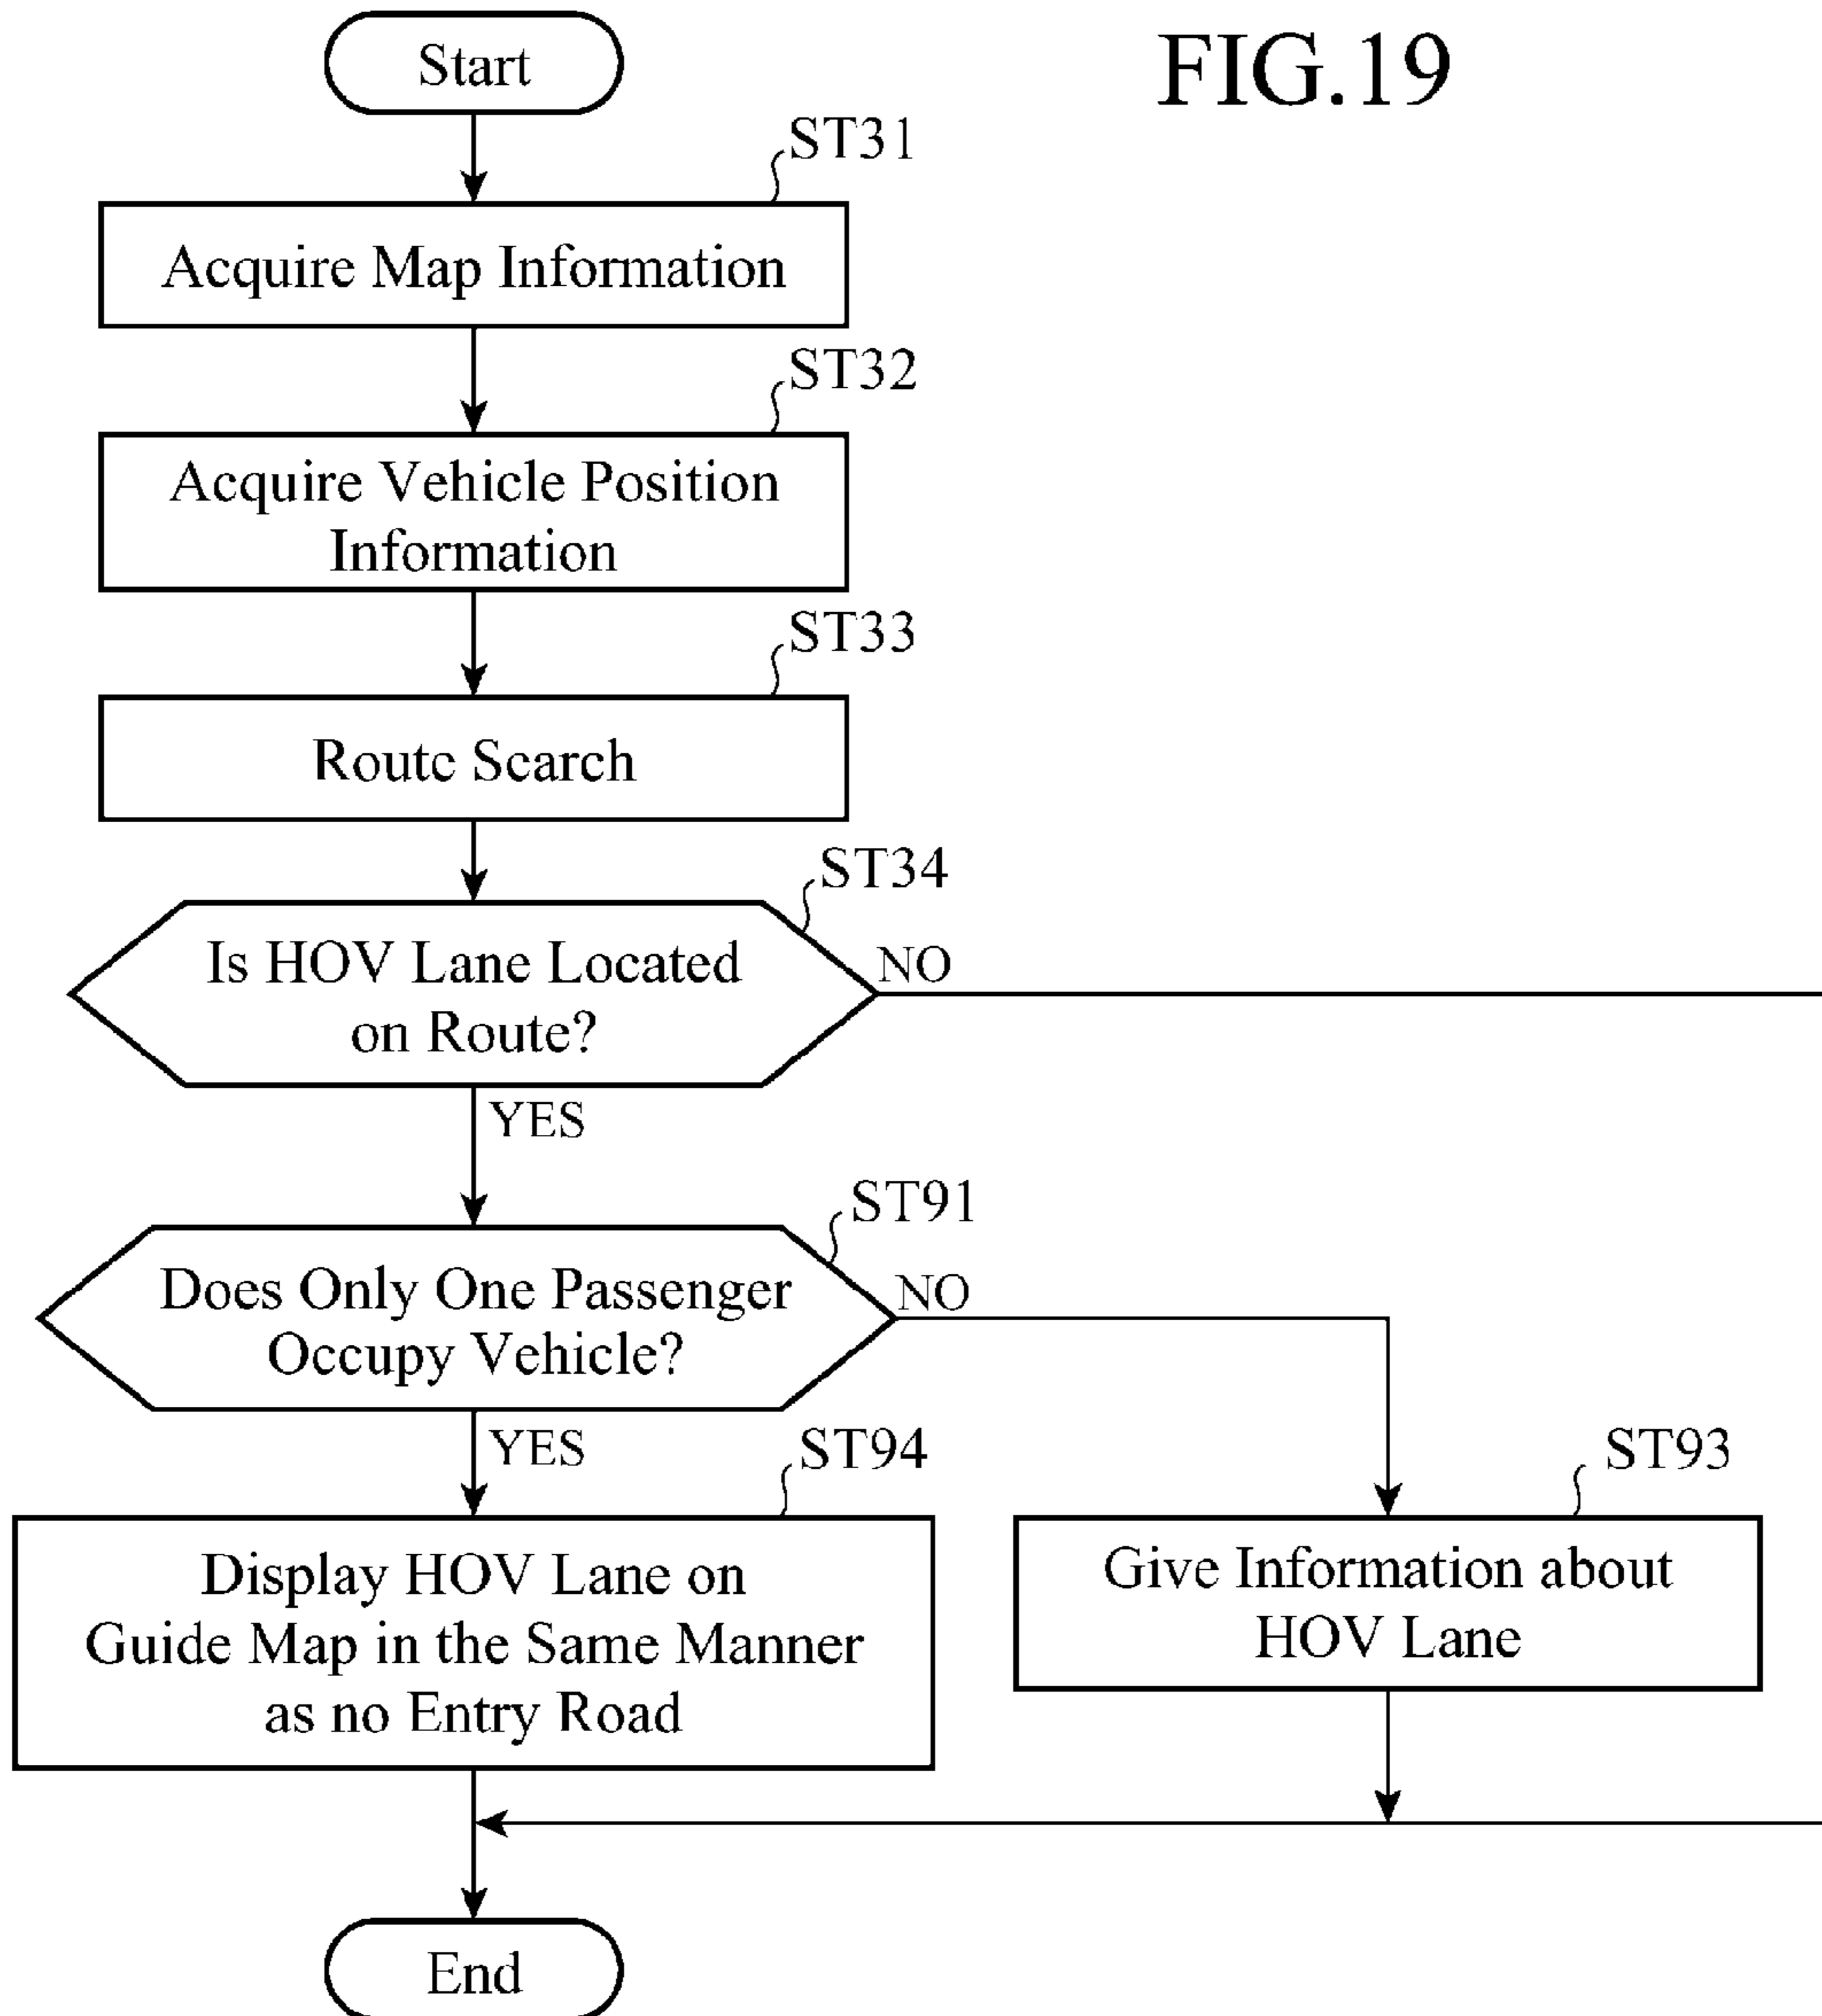 FIG.19
Start
ST31
Acquire Map Information
ST32
Acquire Vehicle Position
Information
ST33
Route Search
ST34
Is HOV Lane Located
on Route?
NO
YES
ST91
Does Only One Passenger
Occupy Vehicle?
NO
YES
ST94
Display HOV Lane on
Guide Map in the Same Manner
as no Entry Road
ST93
Give Information about
HOV Lane
End